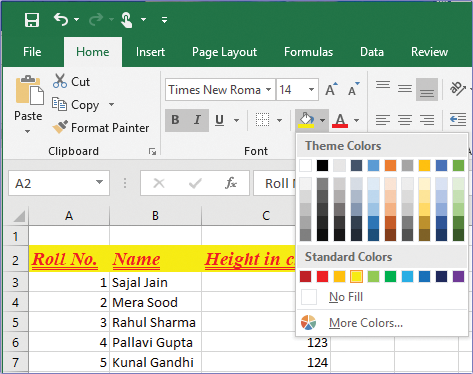 File Home Insert Page Layout Formulas Data Review
Cut
Copy
Format Painter
Paste
Clipboard
Times New Roma 14
B I U A A A
Font
Theme Colors
Standard Colors
No Fill
More Colors...
A2 fx Roll
A B C
1
2 Roll No. Name Height in c
3 1 Sajal Jain
4 2 Mera Sood
5 3 Rahul Sharma
6 4 Pallavi Gupta 123
7 5 Kunal Gandhi 124